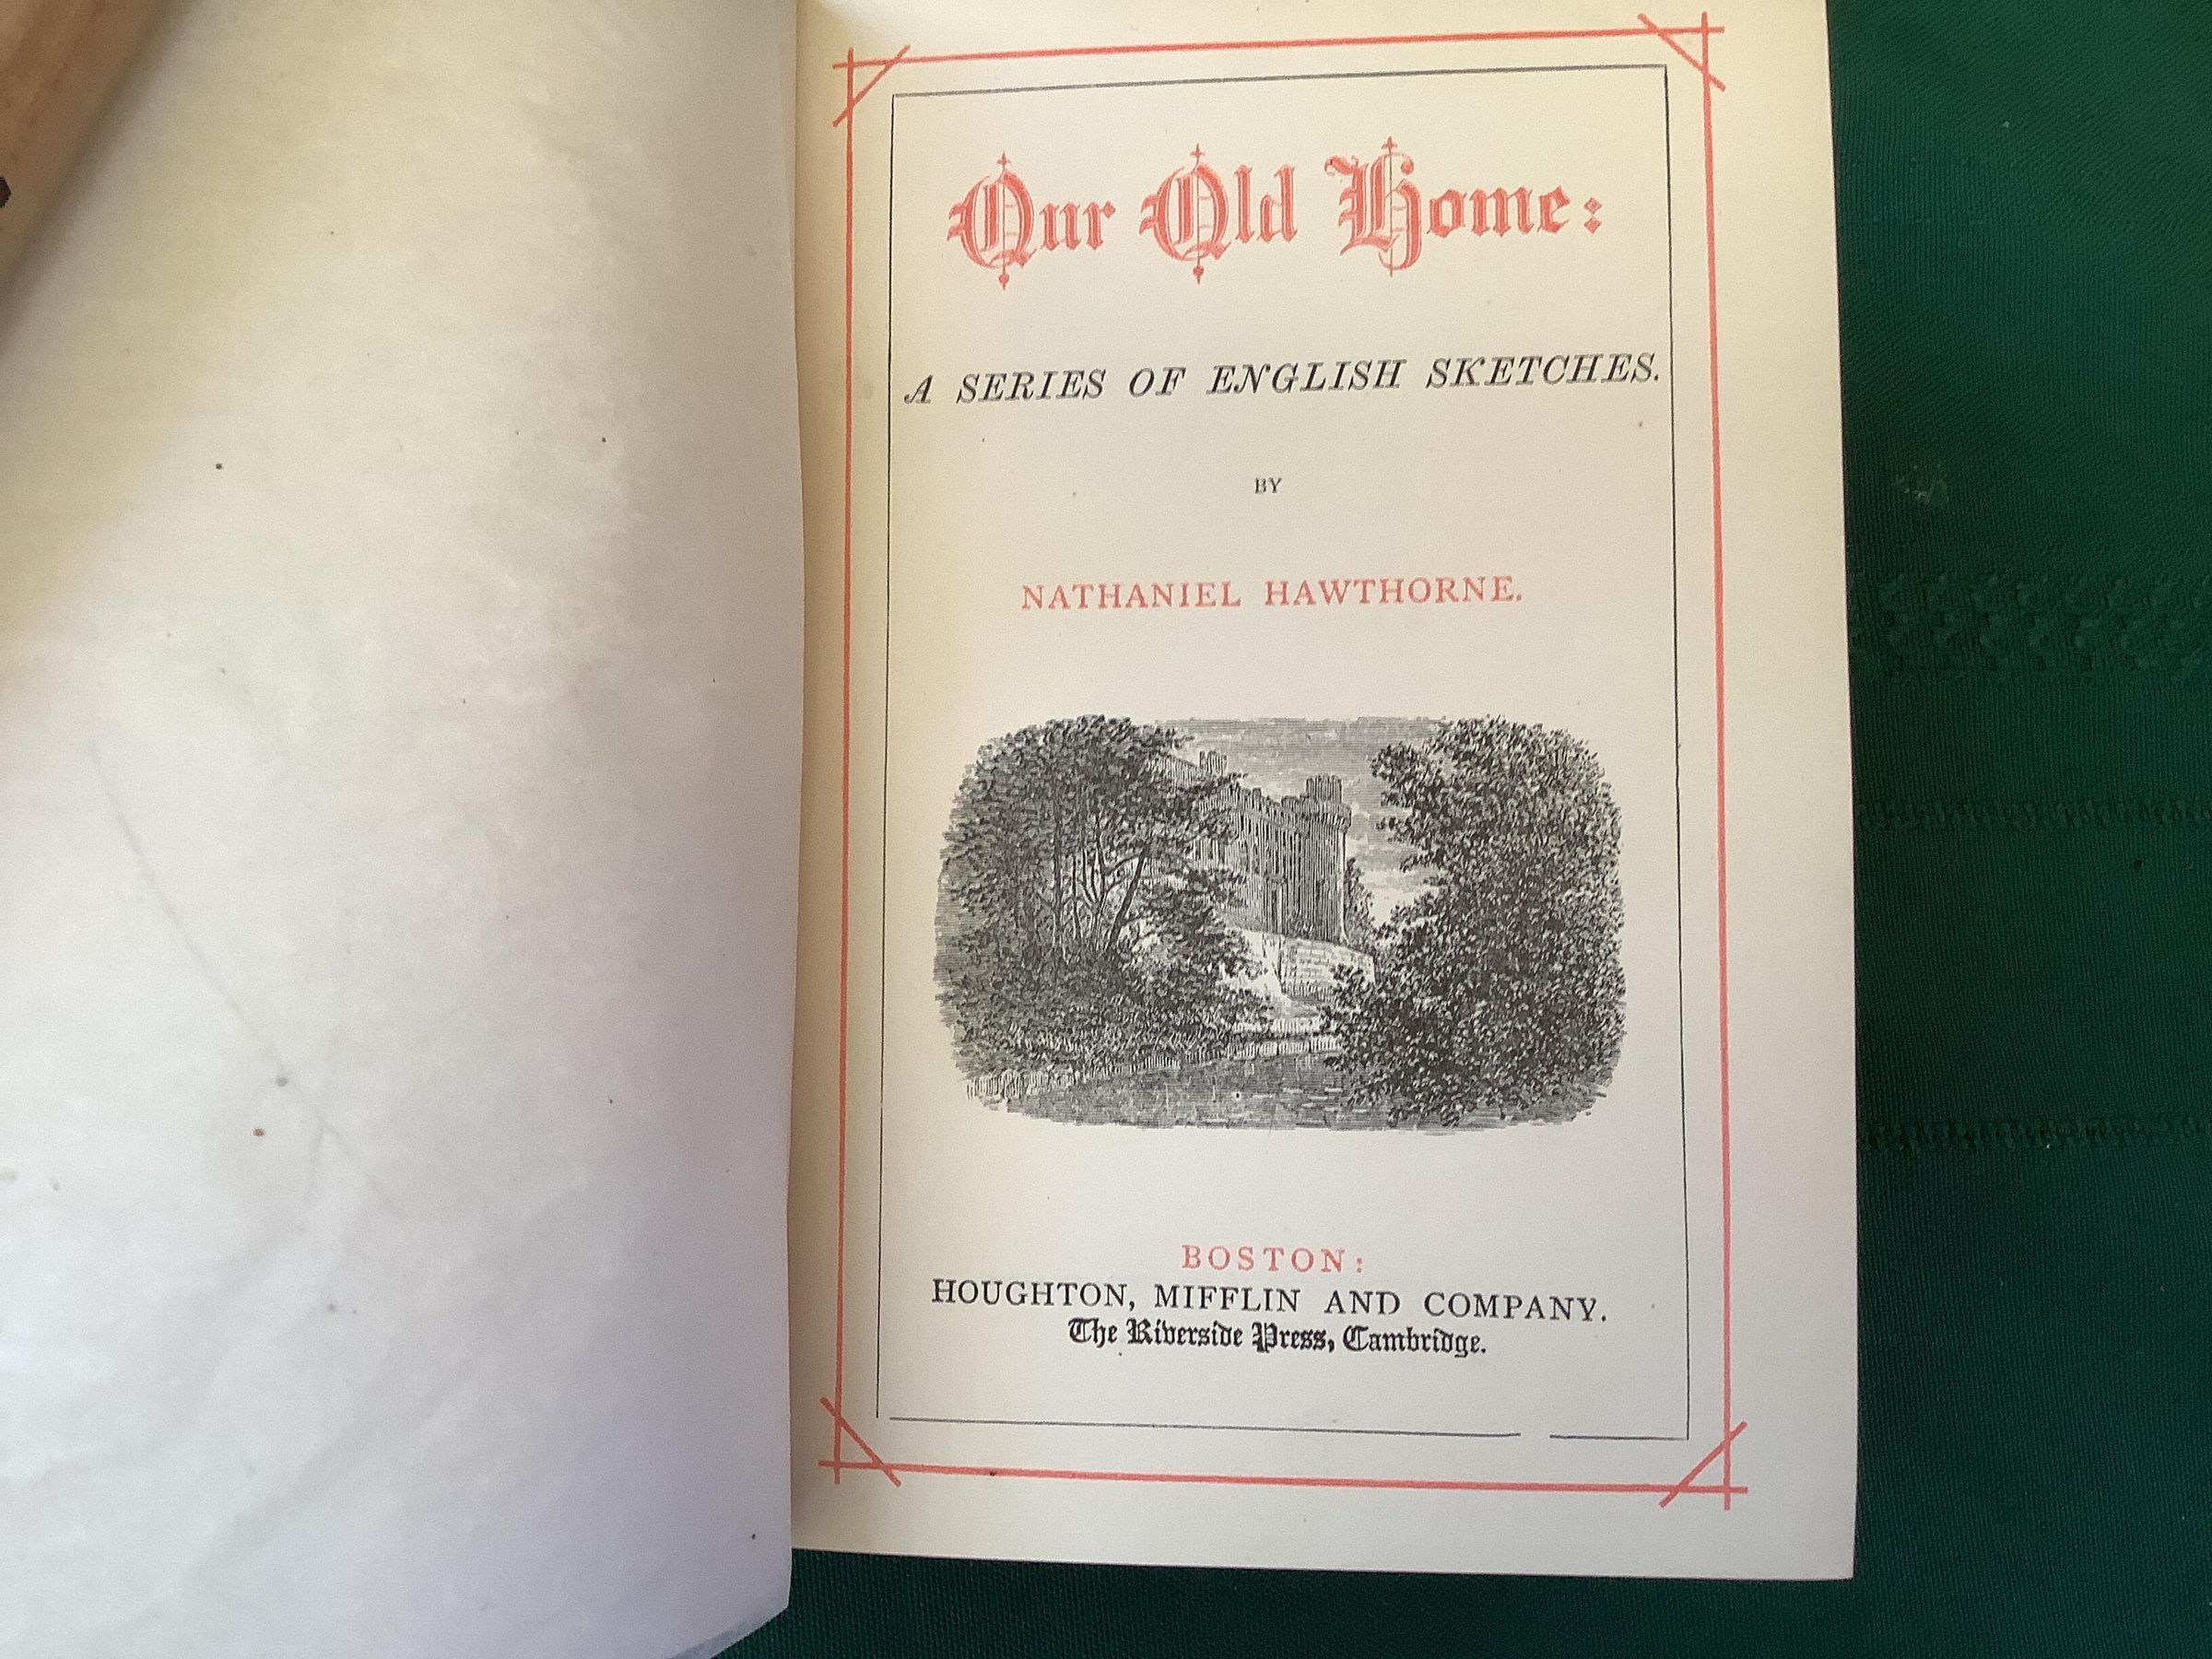 Our Old Home:
A SERIES OF ENGLISH SKETCHES.
BY
NATHANIEL HAWTHORNE.
BOSTON:
HOUGHTON, MIFFLIN AND COMPANY.
The Riverside Press, Cambridge.